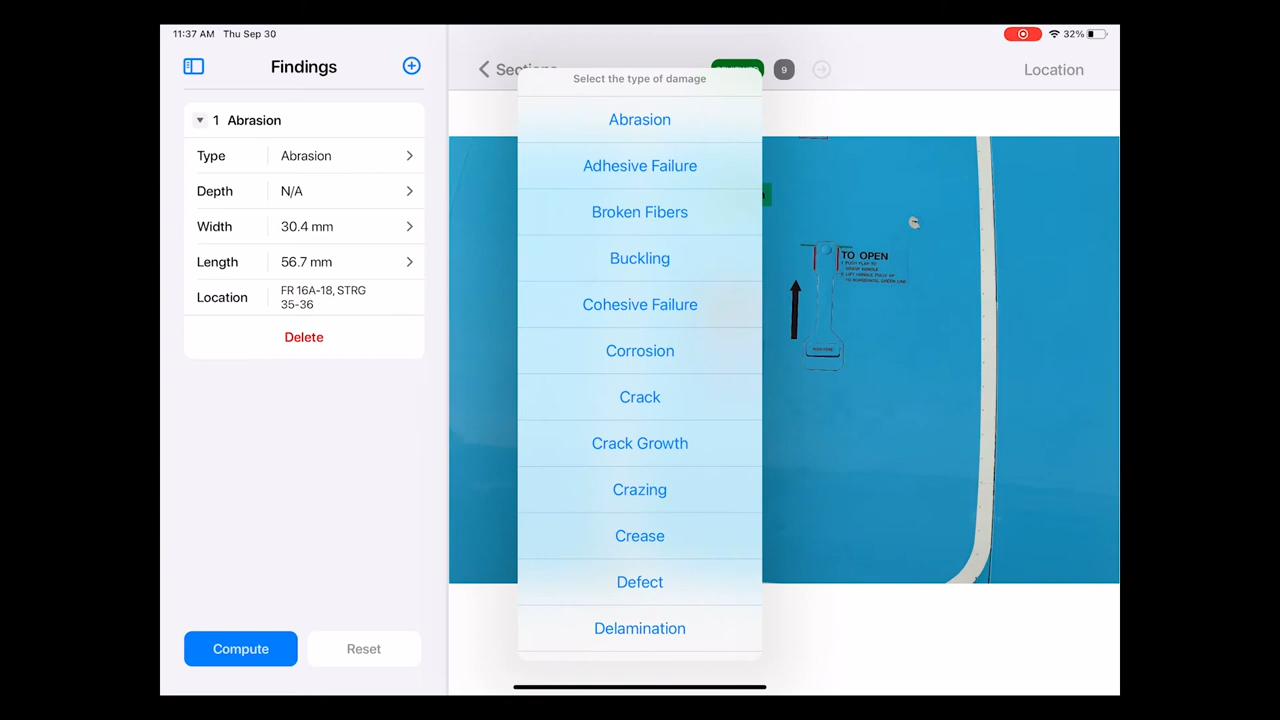 11:37 AM Thu Sep 30
32%
Findings
1 Abrasion
Type Abrasion
Depth N/A
Width 30.4 mm
Length 56.7 mm
Location FR 16A-18, STRG
35-36
Delete
Compute Reset
Sections
9
Location
Select the type of damage
Abrasion
Adhesive Failure
Broken Fibers
Buckling
Cohesive Failure
Corrosion
Crack
Crack Growth
Crazing
Crease
Defect
Delamination
TO OPEN